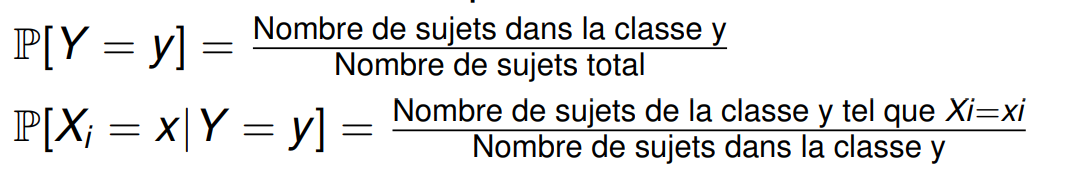 ℙ[Y = y] = Nombre de sujets dans la classe y / Nombre de sujets total
ℙ[X_i = x|Y = y] = Nombre de sujets de la classe y tel que Xi=xi / Nombre de sujets dans la classe y